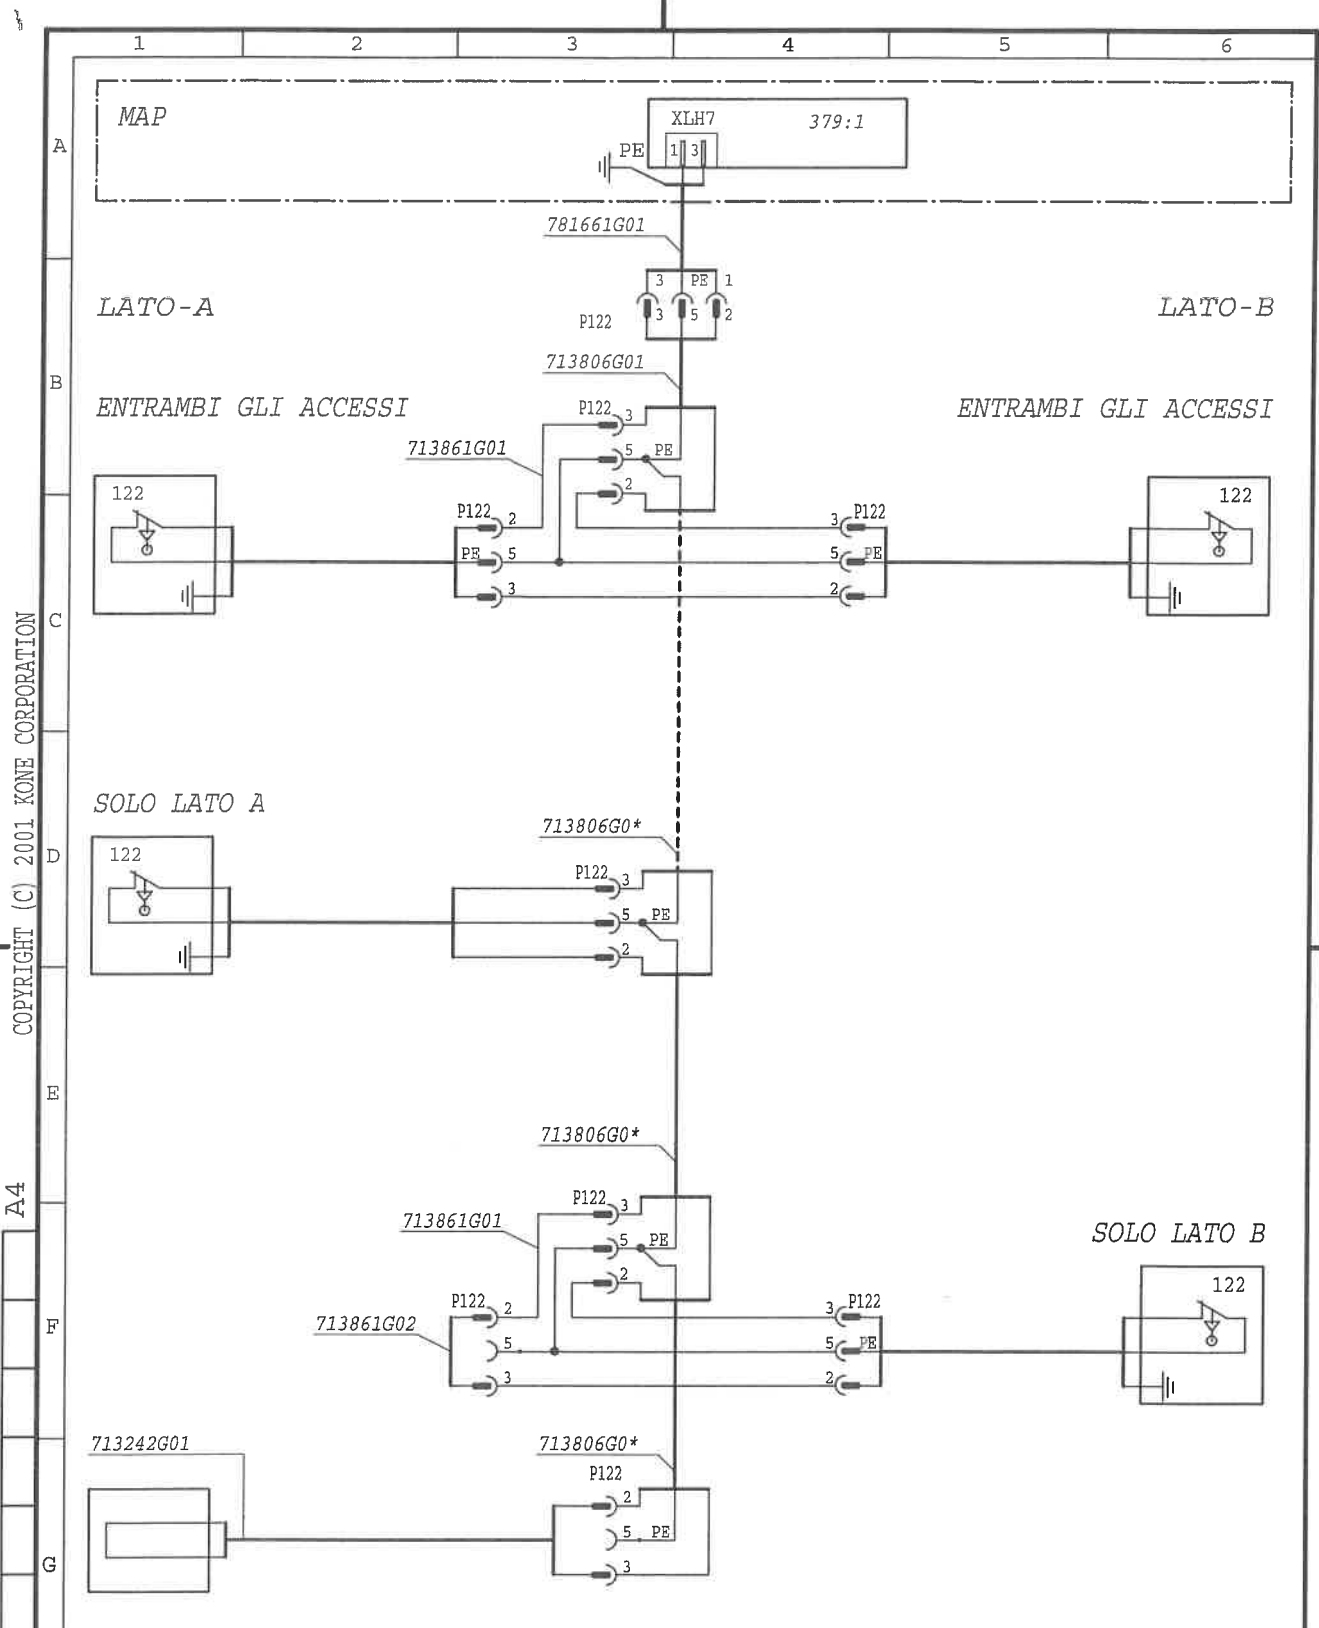 1 2 3 4 5 6
A
MAP
XLH7 379:1
PE 1 3
781661G01
3 PE 1
LATO-A
LATO-B
3 5 2
P122
713806G01
B
ENTRAMBI GLI ACCESSI
P122 3
ENTRAMBI GLI ACCESSI
713861G01
5 PE
2
122
P122 2
3 P122
122
PE 5
5 PE
3
2
C
SOLO LATO A
713806G0*
D
122
P122 3
5 PE
2
E
713806G0*
P122 3
713861G01
5 PE
SOLO LATO B
2
122
P122 2
3 P122
F
713861G02
5
5 PE
3
2
713242G01
713806G0*
P122
2
5 PE
3
G
COPYRIGHT (C) 2001 KONE CORPORATION
A4